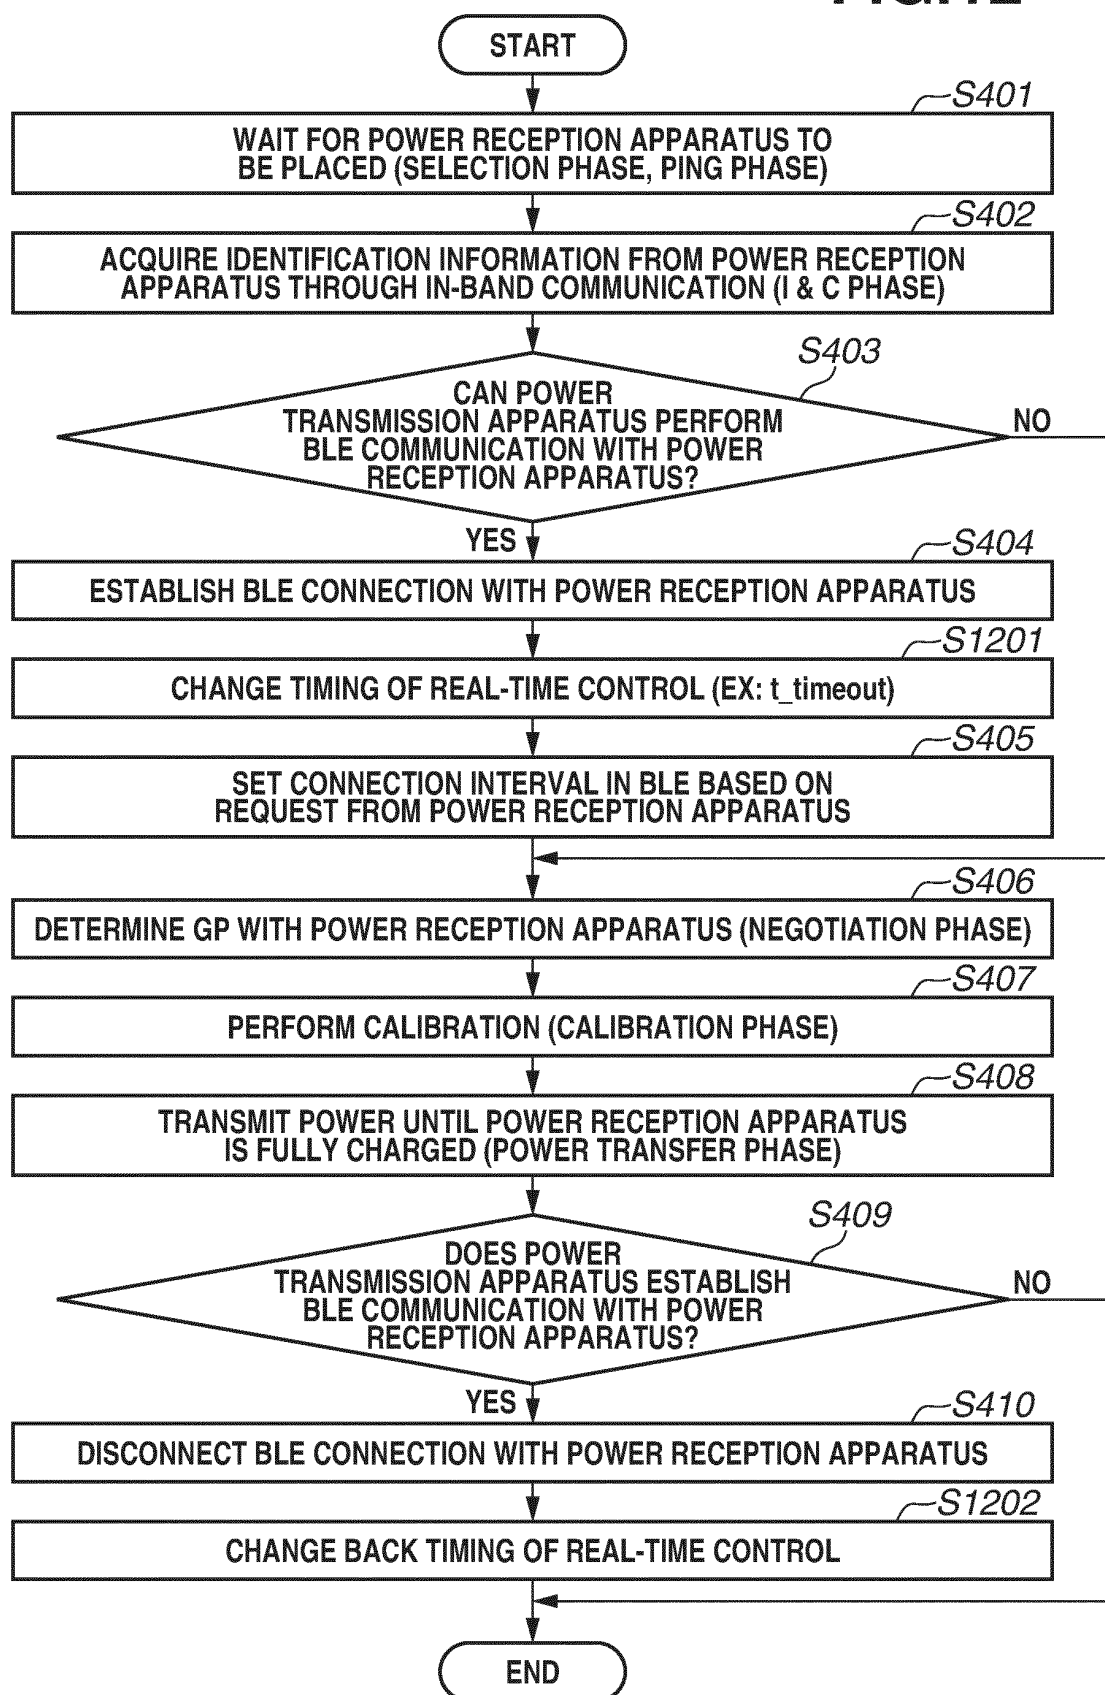 START
S401
WAIT FOR POWER RECEPTION APPARATUS TO
BE PLACED (SELECTION PHASE, PING PHASE)
S402
ACQUIRE IDENTIFICATION INFORMATION FROM POWER RECEPTION
APPARATUS THROUGH IN-BAND COMMUNICATION (I & C PHASE)
S403
CAN POWER
TRANSMISSION APPARATUS PERFORM
BLE COMMUNICATION WITH POWER
RECEPTION APPARATUS?
NO
YES
S404
ESTABLISH BLE CONNECTION WITH POWER RECEPTION APPARATUS
S1201
CHANGE TIMING OF REAL-TIME CONTROL (EX: t_timeout)
S405
SET CONNECTION INTERVAL IN BLE BASED ON
REQUEST FROM POWER RECEPTION APPARATUS
S406
DETERMINE GP WITH POWER RECEPTION APPARATUS (NEGOTIATION PHASE)
S407
PERFORM CALIBRATION (CALIBRATION PHASE)
S408
TRANSMIT POWER UNTIL POWER RECEPTION APPARATUS
IS FULLY CHARGED (POWER TRANSFER PHASE)
S409
DOES POWER
TRANSMISSION APPARATUS ESTABLISH
BLE COMMUNICATION WITH POWER
RECEPTION APPARATUS?
NO
YES
S410
DISCONNECT BLE CONNECTION WITH POWER RECEPTION APPARATUS
S1202
CHANGE BACK TIMING OF REAL-TIME CONTROL
END